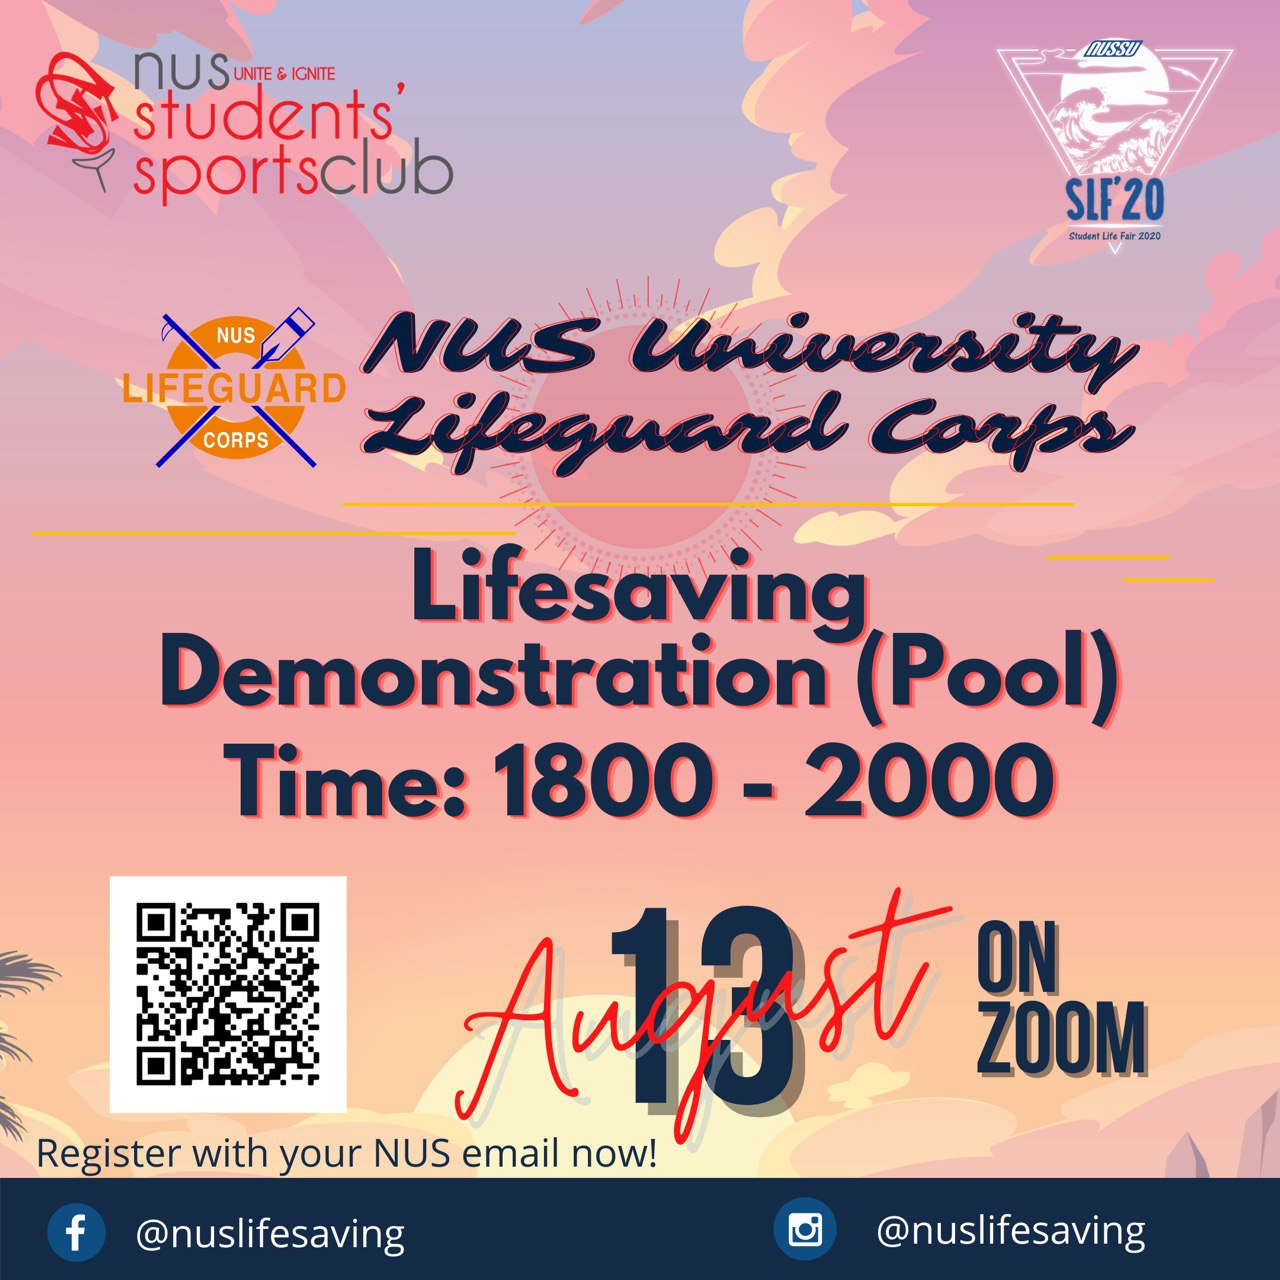 nus UNITE & IGNITE
students'
sportsclub
NUSSU
SLF'20
Student Life Fair 2020
NUS
LIFEGUARD
CORPS
NUS University
Lifeguard Corps
Lifesaving
Demonstration (Pool)
Time: 1800 - 2000
13
August
ON
ZOOM
Register with your NUS email now!
@nuslifesaving
@nuslifesaving